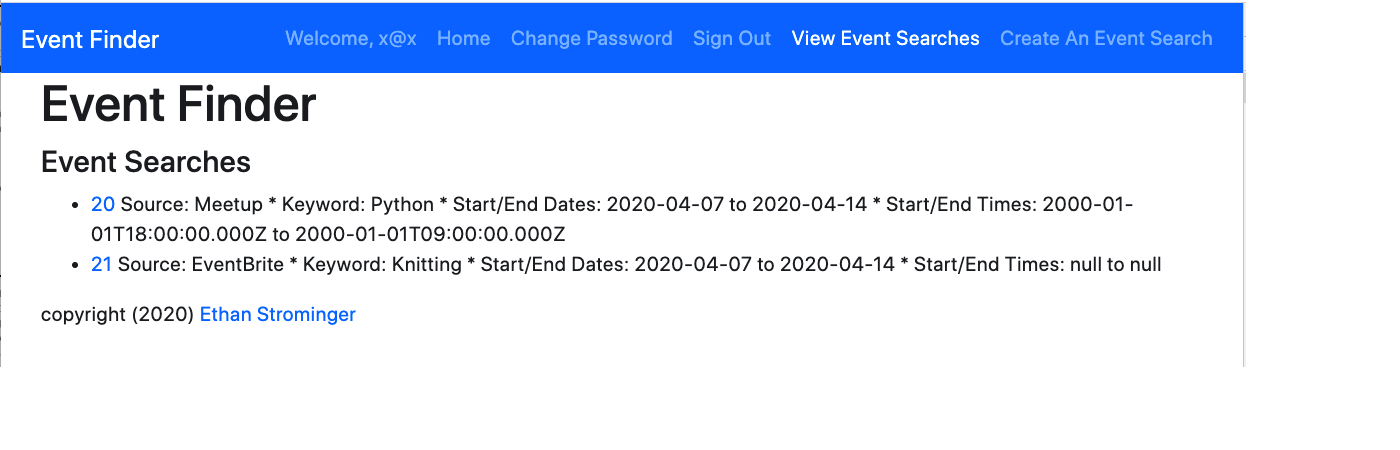 Event Finder Welcome, x@x Home Change Password Sign Out View Event Searches Create An Event Search
Event Finder
Event Searches
• 20 Source: Meetup * Keyword: Python * Start/End Dates: 2020-04-07 to 2020-04-14 * Start/End Times: 2000-01-
01T18:00:00.000Z to 2000-01-01T09:00:00.000Z
• 21 Source: EventBrite * Keyword: Knitting * Start/End Dates: 2020-04-07 to 2020-04-14 * Start/End Times: null to null
copyright (2020) Ethan Strominger